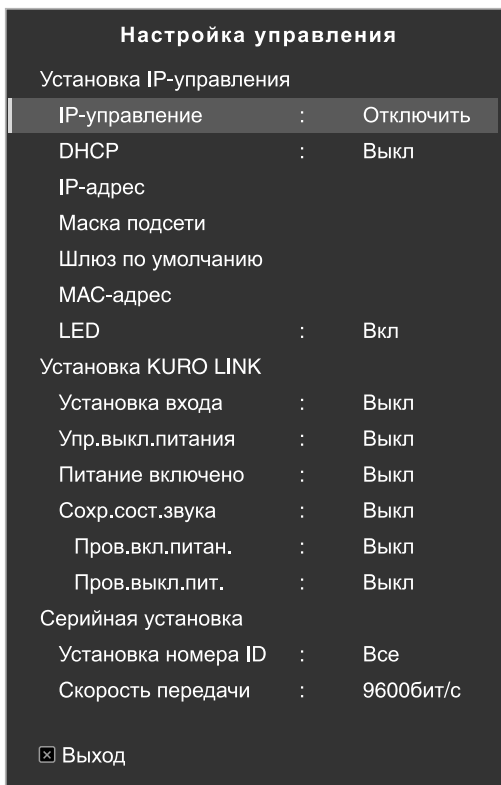 Настройка управления
Установка IP-управления
IP-управление : Отключить
DHCP : Выкл
IP-адрес
Маска подсети
Шлюз по умолчанию
MAC-адрес
LED : Вкл
Установка KURO LINK
Установка входа : Выкл
Упр.выкл.питания : Выкл
Питание включено : Выкл
Сохр.сост.звука : Выкл
Пров.вкл.питан. : Выкл
Пров.выкл.пит. : Выкл
Серийная установка
Установка номера ID : Все
Скорость передачи : 9600бит/с
Выход